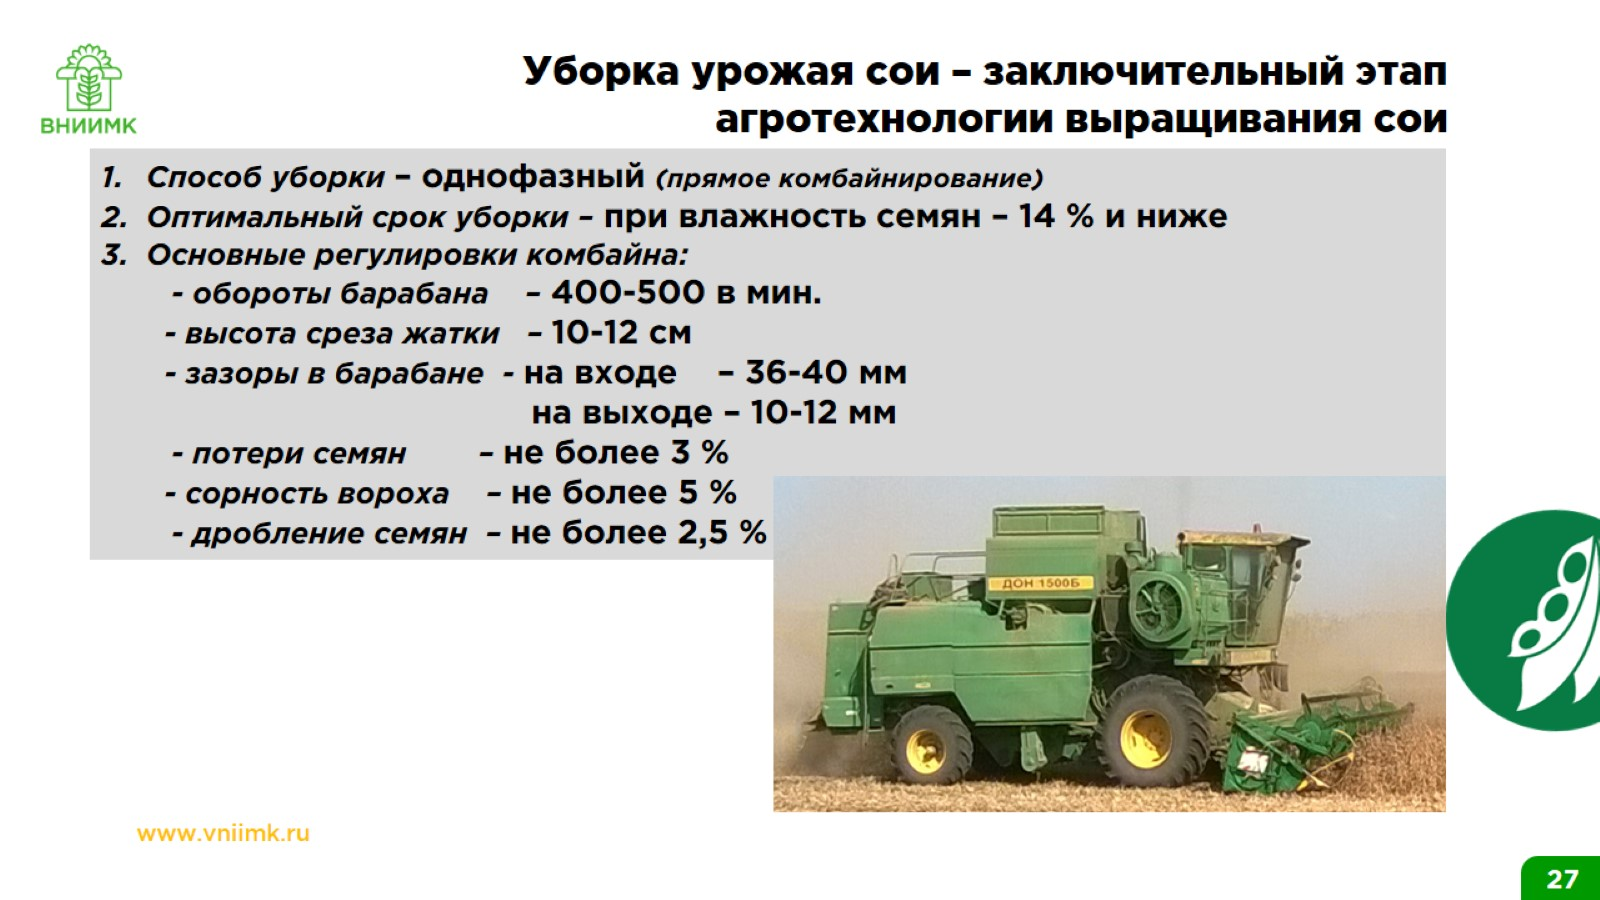 ВНИИМК
Уборка урожая сои – заключительный этап
агротехнологии выращивания сои
1. Способ уборки – однофазный (прямое комбайнирование)
2. Оптимальный срок уборки – при влажность семян – 14 % и ниже
3. Основные регулировки комбайна:
- обороты барабана – 400-500 в мин.
- высота среза жатки – 10-12 см
- зазоры в барабане - на входе – 36-40 мм
на выходе – 10-12 мм
- потери семян – не более 3 %
- сорность вороха – не более 5 %
- дробление семян – не более 2,5 %
ДОН 1500Б
www.vniimk.ru
27